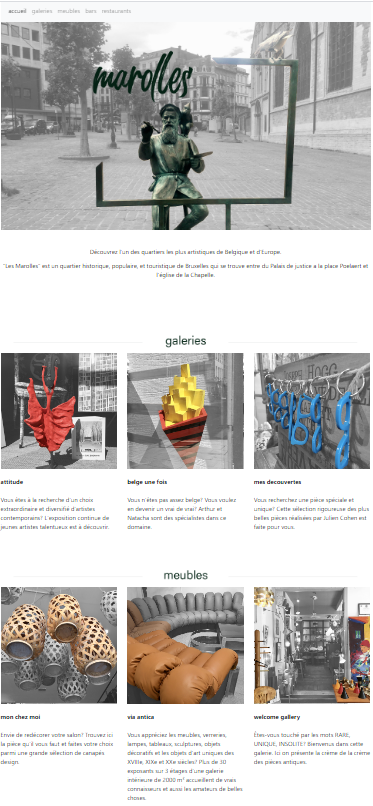 accueil galeries meubles bars restaurants
marolles
Découvrez l'un des quartiers les plus artistiques de Belgique et d'Europe.
"Les Marolles" est un quartier historique, populaire, et touristique de Bruxelles qui se trouve entre du Palais de justice a la place Poelaert et
l'église de la Chapelle.
galeries
attitude
Vous êtes à la recherche d'un choix
extraordinaire et diversifié d'artistes
contemporains? L'exposition continue de
jeunes artistes talentueux est à découvrir.
belge une fois
Vous n'êtes pas assez belge? Vous voulez
en devenir un vrai de vrai? Arthur et
Natacha sont des spécialistes dans ce
domaine.
mes decouvertes
Vous recherchez une pièce spéciale et
unique? Cette sélection rigoureuse des plus
belles pièces réalisées par Julien Cohen est
faite pour vous.
meubles
mon chez moi
Envie de redécorer votre salon? Trouvez ici
la pièce qu'il vous faut et faites votre choix
parmi une grande sélection de canapés
design.
via antica
Vous appréciez les meubles, verreries,
lampes, tableaux, sculptures, objets
décoratifs et les objets d'art uniques des
XVIIIe, XIXe et XXe siècles? Plus de 30
exposants sur 3 étages d'une galerie
intérieure de 2000 m² accueillent de vrais
connaisseurs et aussi les amateurs de belles
choses.
welcome gallery
Êtes-vous touché par les mots RARE,
UNIQUE, INSOLITE? Bienvenus dans cette
galerie. Ici on présente la crème de la crème
des pièces antiques.